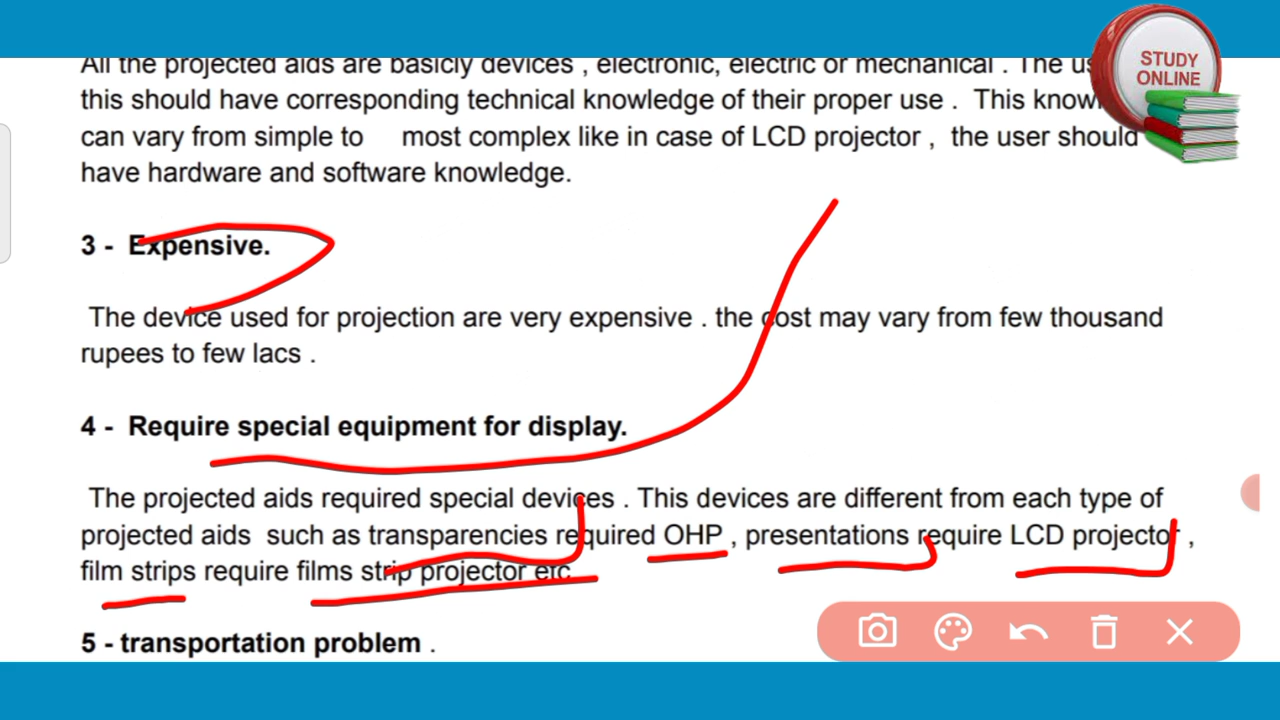 All the projected aids are basicly devices , electronic, electric or mechanical . The
this should have corresponding technical knowledge of their proper use . This
can vary from simple to most complex like in case of LCD projector , the user should
have hardware and software knowledge.
3 - Expensive.
The device used for projection are very expensive . the cost may vary from few thousand
rupees to few lacs .
4 - Require special equipment for display.
The projected aids required special devices . This devices are different from each type of
projected aids such as transparencies required OHP , presentations require LCD projector ,
film strips require films strip projector etc
5 - transportation problem .
STUDY
ONLINE